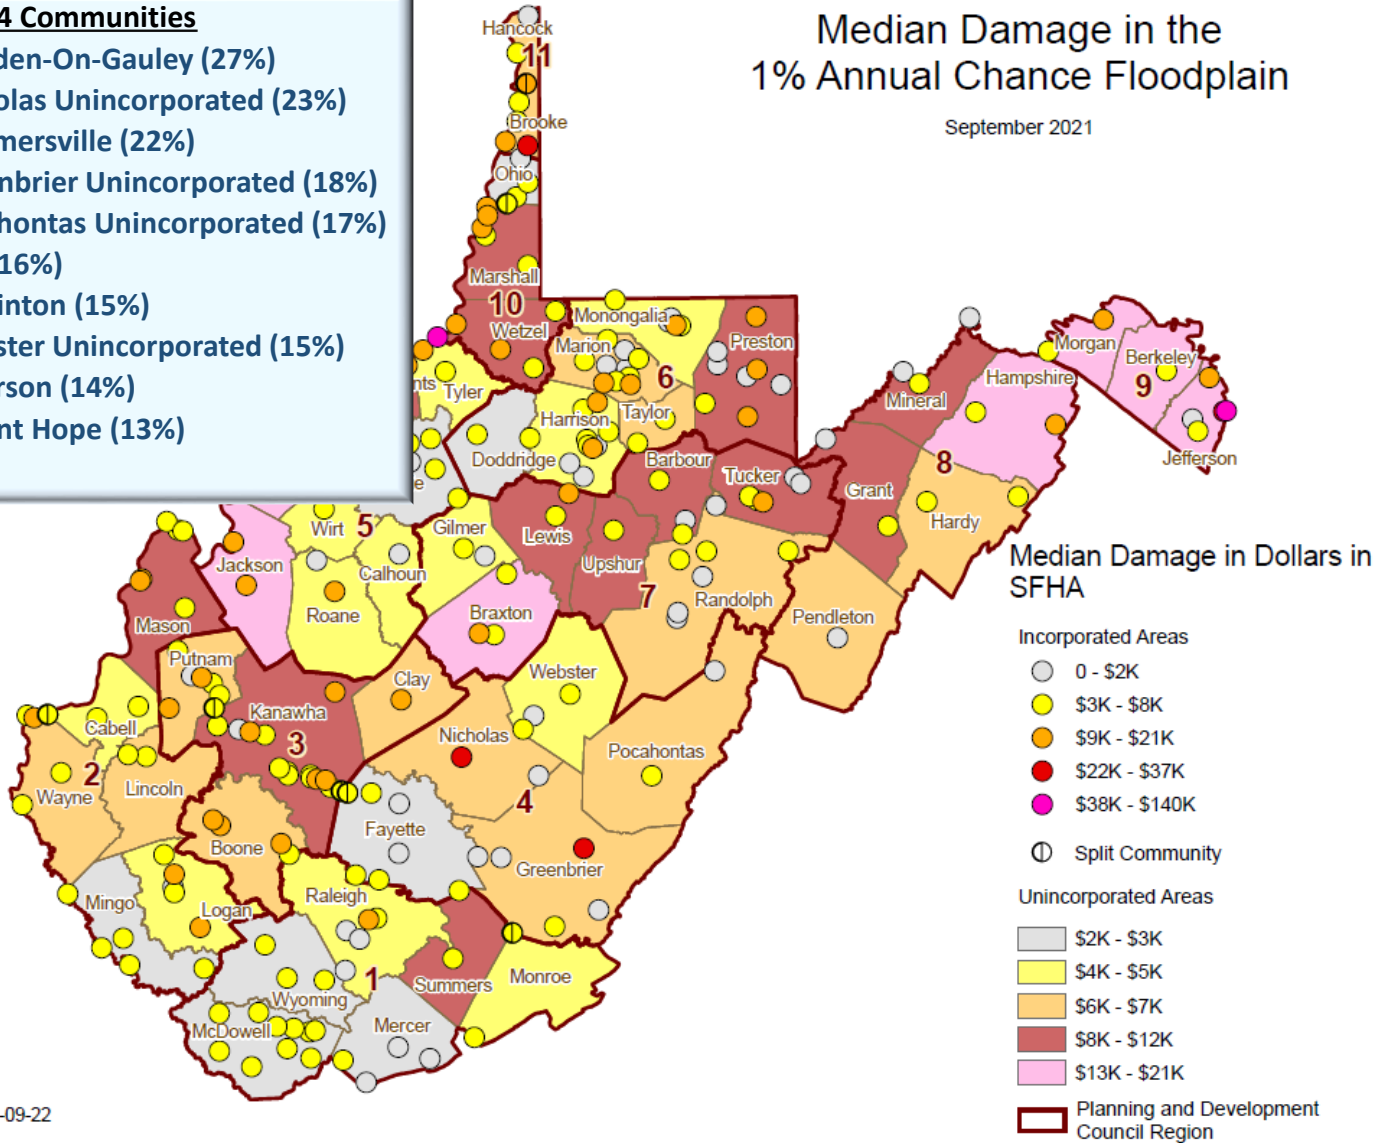 4 Communities
den-On-Gauley (27%)
olas Unincorporated (23%)
mersville (22%)
nbrier Unincorporated (18%)
hontas Unincorporated (17%)
16%)
inton (15%)
ster Unincorporated (15%)
rson (14%)
nt Hope (13%)
Median Damage in the
1% Annual Chance Floodplain
September 2021
Hancock
11
Brooke
Ohio
Marshall
10
Wetzel
Monongalia
Marion
Preston
6
nts
Tyler
Harrison
Taylor
Doddridge
e
Barbour
Tucker
Morgan
Berkeley
9
Jefferson
Hampshire
Mineral
8
Grant
Hardy
Wirt
5
Gilmer
Lewis
Upshur
Jackson
Calhoun
Roane
Braxton
7
Randolph
Pendleton
Mason
Putnam
Clay
Webster
Kanawha
3
Nicholas
Pocahontas
Cabell
2
Wayne
Lincoln
4
Fayette
Boone
Greenbrier
Mingo
Logan
Raleigh
1
Summers
Monroe
Wyoming
McDowell
Mercer
Median Damage in Dollars in
SFHA
Incorporated Areas
0 - $2K
$3K - $8K
$9K - $21K
$22K - $37K
$38K - $140K
Split Community
Unincorporated Areas
$2K - $3K
$4K - $5K
$6K - $7K
$8K - $12K
$13K - $21K
Planning and Development
Council Region
-09-22